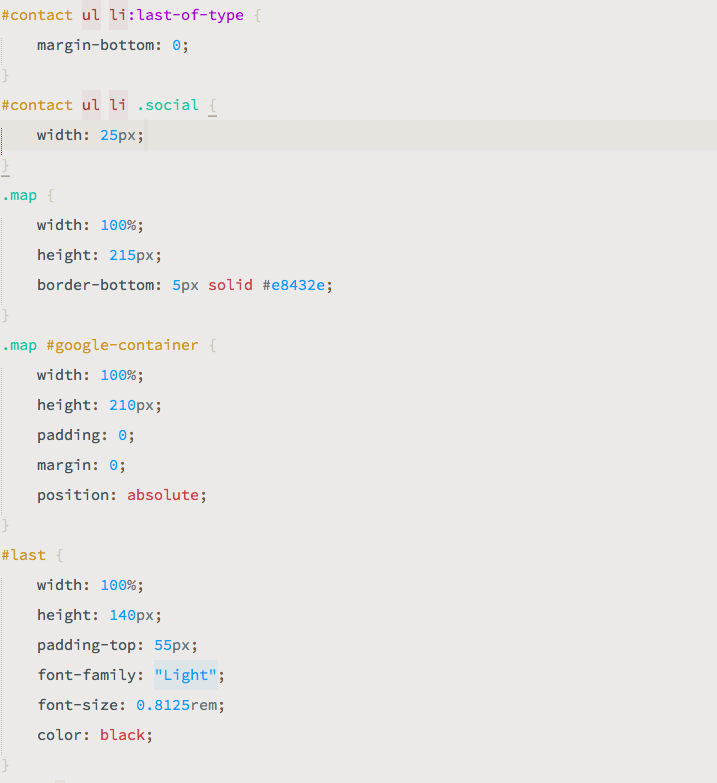 #contact ul li:last-of-type {
    margin-bottom: 0;
}
#contact ul li .social {
    width: 25px;
}
.map {
    width: 100%;
    height: 215px;
    border-bottom: 5px solid #e8432e;
}
.map #google-container {
    width: 100%;
    height: 210px;
    padding: 0;
    margin: 0;
    position: absolute;
}
#last {
    width: 100%;
    height: 140px;
    padding-top: 55px;
    font-family: "Light";
    font-size: 0.8125rem;
    color: black;
}